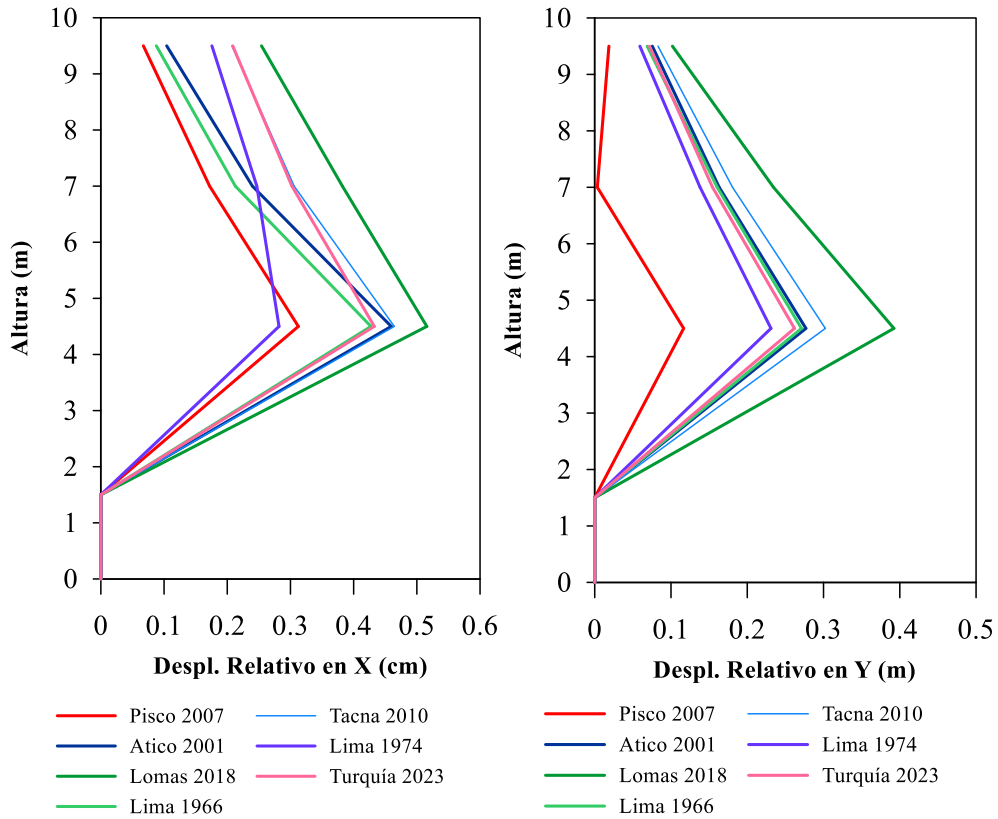 10
9
8
7
6
5
4
3
2
1
0
Altura (m)
0 0.1 0.2 0.3 0.4 0.5 0.6
Despl. Relativo en X (cm)
Pisco 2007 Tacna 2010
Atico 2001 Lima 1974
Lomas 2018 Turquía 2023
Lima 1966
10
9
8
7
6
5
4
3
2
1
0
Altura (m)
0 0.1 0.2 0.3 0.4 0.5
Despl. Relativo en Y (m)
Pisco 2007 Tacna 2010
Atico 2001 Lima 1974
Lomas 2018 Turquía 2023
Lima 1966